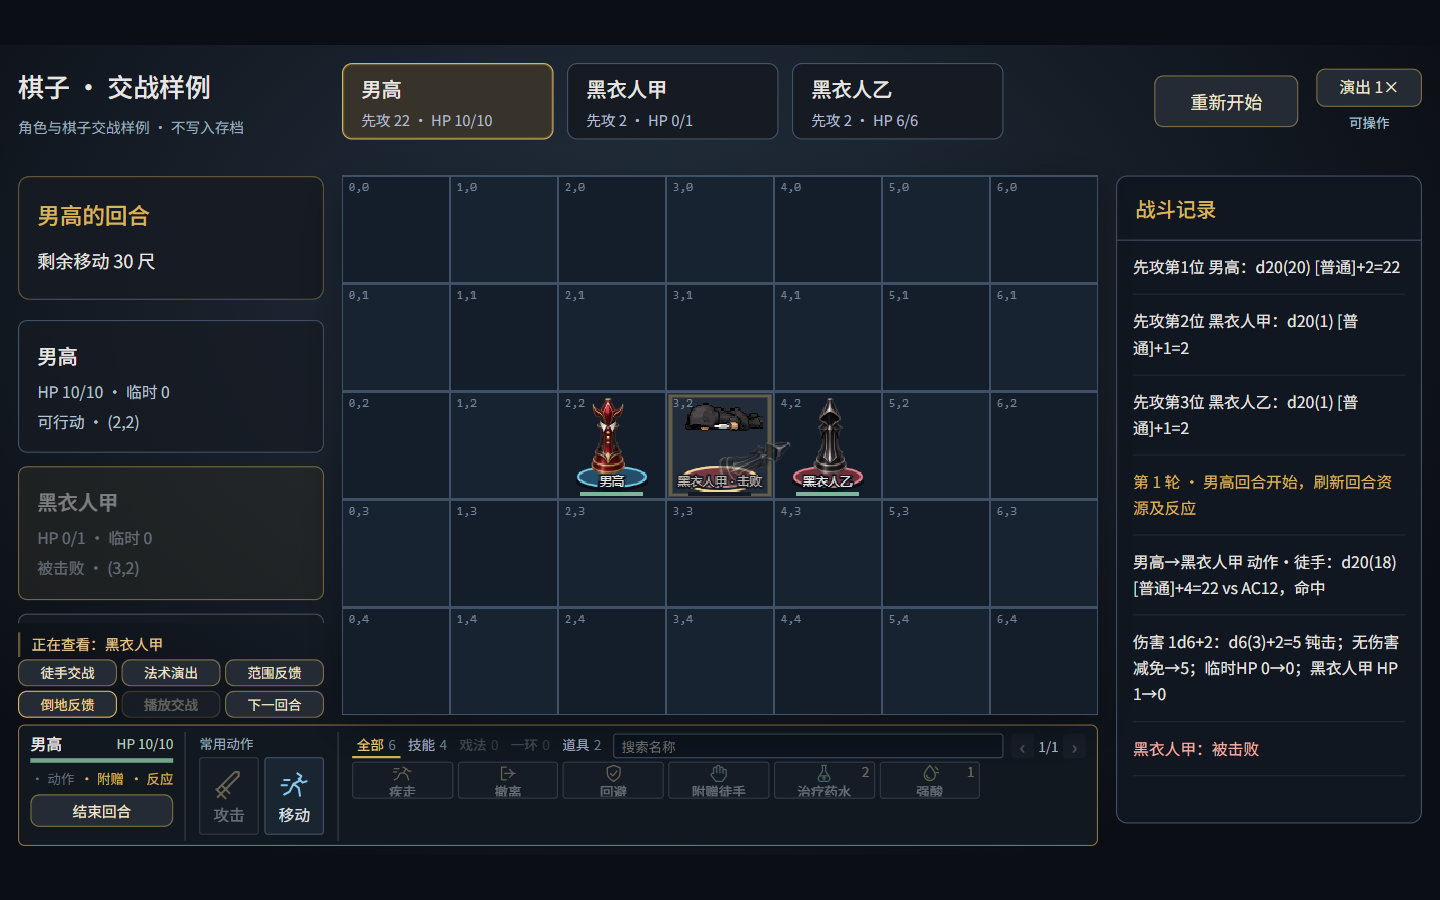 棋子 · 交战样例
角色与棋子交战样例 · 不写入存档
男高
先攻 22 · HP 10/10
黑衣人甲
先攻 2 · HP 0/1
黑衣人乙
先攻 2 · HP 6/6
重新开始
演出 1×
可操作
男高的回合
剩余移动 30 尺
男高
HP 10/10 · 临时 0
可行动 · (2,2)
黑衣人甲
HP 0/1 · 临时 0
被击败 · (3,2)
正在查看：黑衣人甲
徒手交战 法术演出 范围反馈
倒地反馈 播放交战 下一回合
0,0 1,0 2,0 3,0 4,0 5,0 6,0
0,1 1,1 2,1 3,1 4,1 5,1 6,1
0,2 1,2 2,2 3,2 4,2 5,2 6,2
男高 黑衣人甲·击败 黑衣人乙
0,3 1,3 2,3 3,3 4,3 5,3 6,3
0,4 1,4 2,4 3,4 4,4 5,4 6,4
战斗记录
先攻第1位 男高：d20(20) [普通]+2=22
先攻第2位 黑衣人甲：d20(1) [普
通]+1=2
先攻第3位 黑衣人乙：d20(1) [普
通]+1=2
第 1 轮 · 男高回合开始，刷新回合资
源及反应
男高→黑衣人甲 动作·徒手：d20(18)
[普通]+4=22 vs AC12，命中
伤害 1d6+2：d6(3)+2=5 钝击；无伤害
减免→5；临时HP 0→0；黑衣人甲 HP
1→0
黑衣人甲：被击败
男高 HP 10/10
· 动作 · 附赠 · 反应
结束回合
常用动作
攻击 移动
全部 6 技能 4 戏法 0 一环 0 道具 2 搜索名称 ‹ 1/1 ›
疾走 撤离 回避 附赠徒手 治疗药水 2 强酸 1